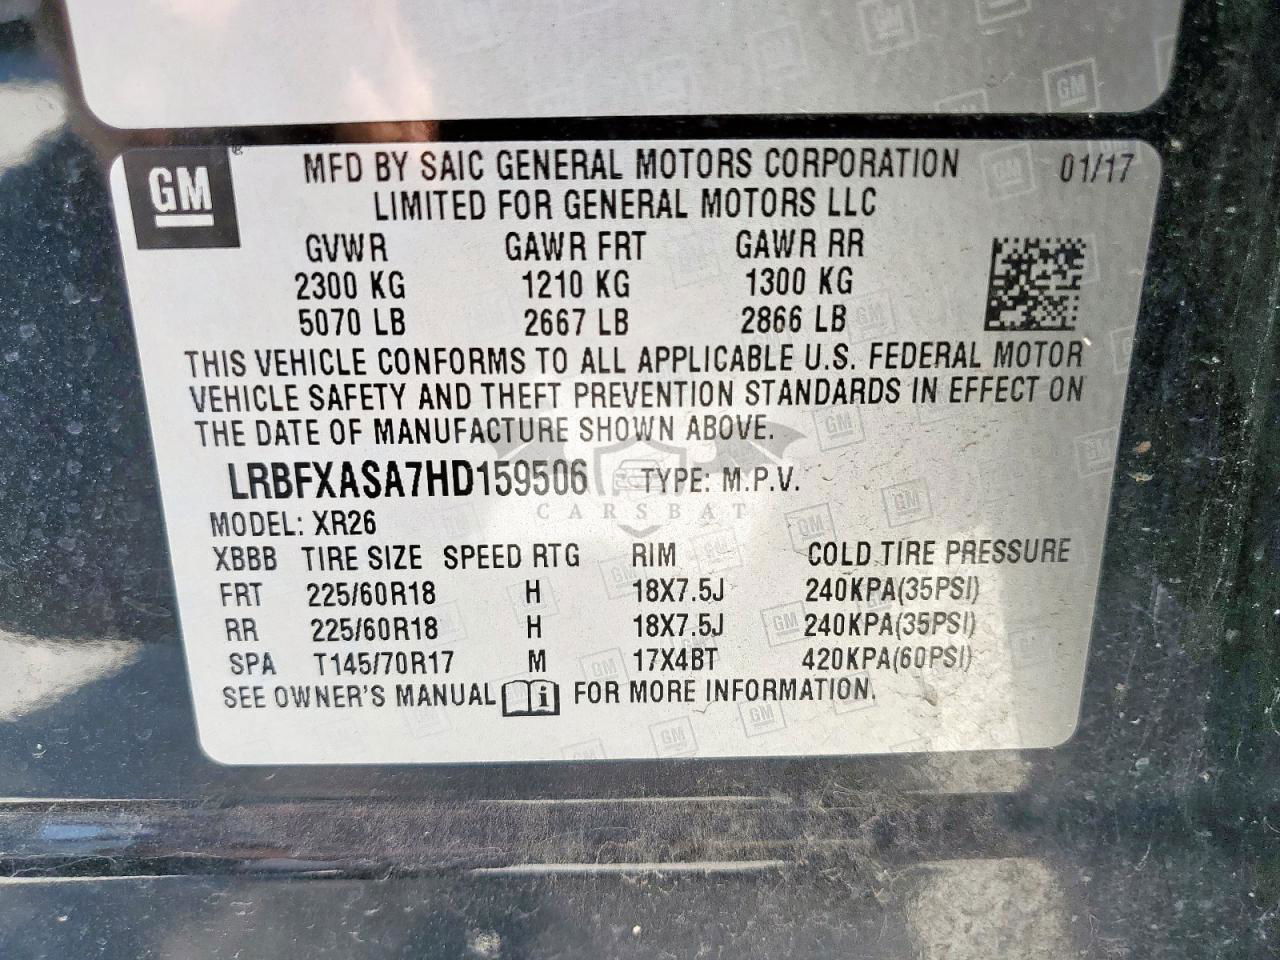 GM
MFD BY SAIC GENERAL MOTORS CORPORATION 01/17
LIMITED FOR GENERAL MOTORS LLC
GVWR GAWR FRT GAWR RR
2300 KG 1210 KG 1300 KG
5070 LB 2667 LB 2866 LB
THIS VEHICLE CONFORMS TO ALL APPLICABLE U.S. FEDERAL MOTOR
VEHICLE SAFETY AND THEFT PREVENTION STANDARDS IN EFFECT ON
THE DATE OF MANUFACTURE SHOWN ABOVE.
LRBFXASA7HD159506 TYPE: M.P.V.
CARSBAT
MODEL: XR26
XBBB TIRE SIZE SPEED RTG RIM COLD TIRE PRESSURE
FRT 225/60R18 H 18X7.5J 240KPA(35PSI)
RR 225/60R18 H 18X7.5J 240KPA(35PSI)
SPA T145/70R17 M 17X4BT 420KPA(60PSI)
SEE OWNER'S MANUAL i FOR MORE INFORMATION.